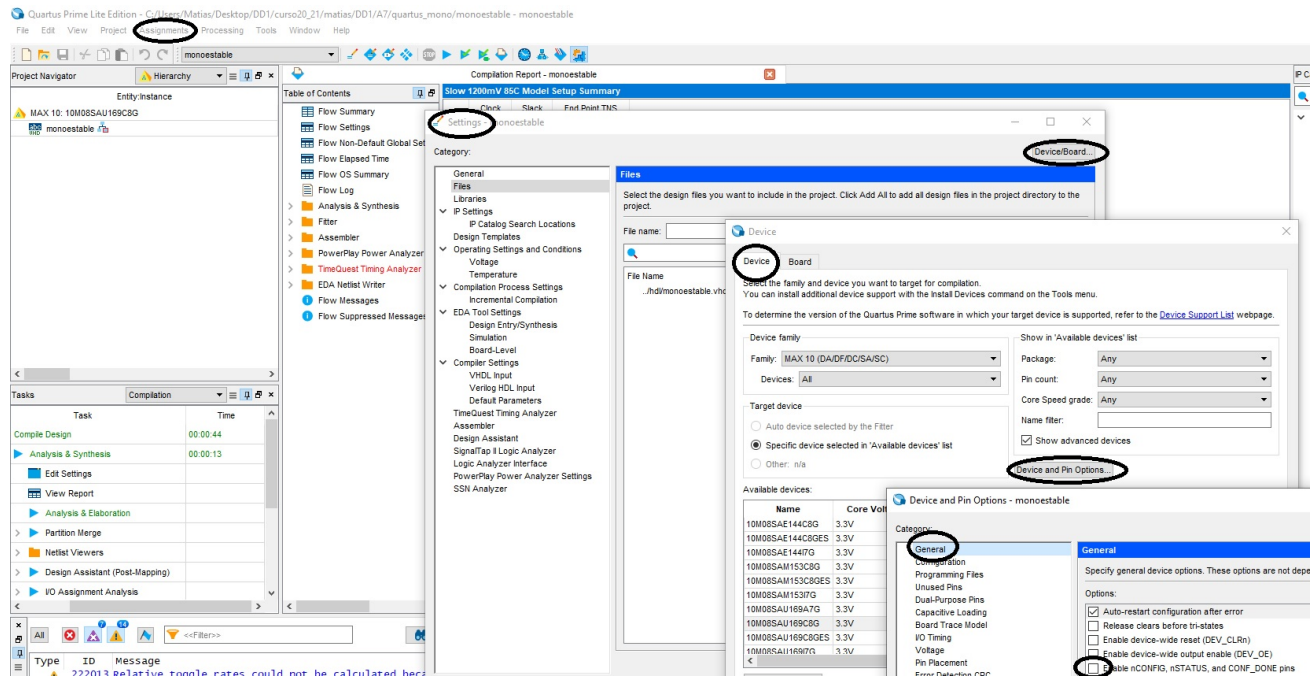 Quartus Prime Lite Edition - C:/Users/Matias/Desktop/DD1/curso20_21/matias/DD1/A7/quartus_mono/monoestable - monoestable
File Edit View Project Assignments Processing Tools Window Help
monoestable
Project Navigator Hierarchy
Entity:Instance
MAX 10: 10M08SAU169C8G
monoestable
Compilation Report - monoestable
Table of Contents
Flow Summary
Flow Settings
Flow Non-Default Global Set
Flow Elapsed Time
Flow OS Summary
Flow Log
Analysis & Synthesis
Fitter
Assembler
PowerPlay Power Analyzer
TimeQuest Timing Analyzer
EDA Netlist Writer
Flow Messages
Flow Suppressed Messages
Slow 1200mV 85C Model Setup Summary
Clock Slack End Point TNS
IP C
Settings - monoestable
Category:
Device/Board...
General
Files
Libraries
IP Settings
IP Catalog Search Locations
Design Templates
Operating Settings and Conditions
Voltage
Temperature
Compilation Process Settings
Incremental Compilation
EDA Tool Settings
Design Entry/Synthesis
Simulation
Board-Level
Compiler Settings
VHDL Input
Verilog HDL Input
Default Parameters
TimeQuest Timing Analyzer
Assembler
Design Assistant
SignalTap II Logic Analyzer
Logic Analyzer Interface
PowerPlay Power Analyzer Settings
SSN Analyzer
Files
Select the design files you want to include in the project. Click Add All to add all design files in the project directory to the
project.
File name:
File Name
../hdl/monoestable.vhd
Device
Device Board
Select the family and device you want to target for compilation.
You can install additional device support with the Install Devices command on the Tools menu.
To determine the version of the Quartus Prime software in which your target device is supported, refer to the Device Support List webpage.
Device family
Family: MAX 10 (DA/DF/DC/SA/SC)
Devices: All
Target device
Auto device selected by the Fitter
Specific device selected in 'Available devices' list
Other: n/a
Show in 'Available devices' list
Package: Any
Pin count: Any
Core Speed grade: Any
Name filter:
Show advanced devices
Device and Pin Options...
Available devices:
Name Core Volt
10M08SAE144C8G 3.3V
10M08SAE144C8GES 3.3V
10M08SAE144I7G 3.3V
10M08SAM153C8G 3.3V
10M08SAM153C8GES 3.3V
10M08SAM153I7G 3.3V
10M08SAU169A7G 3.3V
10M08SAU169C8G 3.3V
10M08SAU169C8GES 3.3V
10M08SAU169I7G 3.3V
Device and Pin Options - monoestable
Category:
General
Configuration
Programming Files
Unused Pins
Dual-Purpose Pins
Capacitive Loading
Board Trace Model
I/O Timing
Voltage
Pin Placement
Error Detection CRC
General
Specify general device options. These options are not depe
Options:
Auto-restart configuration after error
Release clears before tri-states
Enable device-wide reset (DEV_CLRn)
Enable device-wide output enable (DEV_OE)
Enable nCONFIG, nSTATUS, and CONF_DONE pins
Tasks Compilation
Task Time
Compile Design 00:00:44
Analysis & Synthesis 00:00:13
Edit Settings
View Report
Analysis & Elaboration
Partition Merge
Netlist Viewers
Design Assistant (Post-Mapping)
I/O Assignment Analysis
All 7 14 <<Filter>>
Type ID Message
222013 Relative toggle rates could not be calculated beca